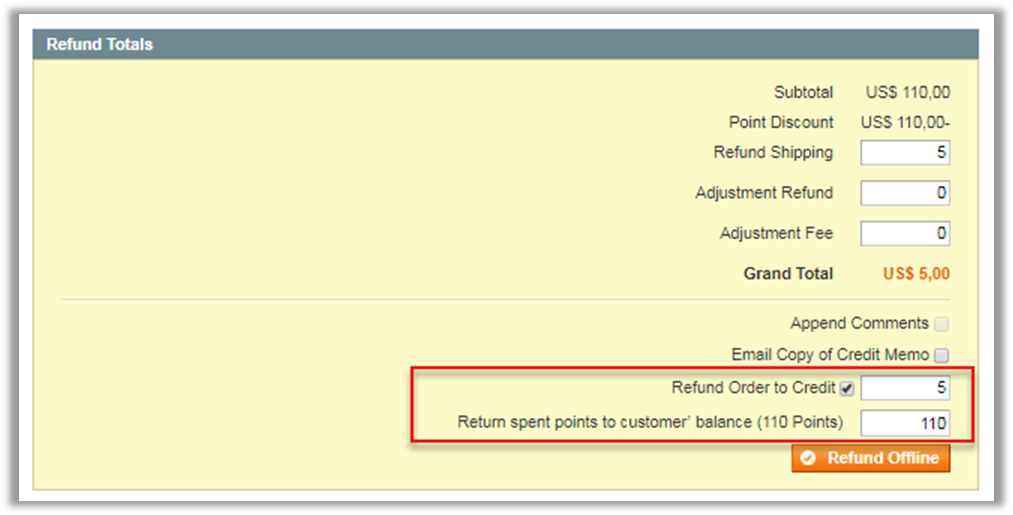 Refund Totals
Subtotal US$ 110,00
Point Discount US$ 110,00-
Refund Shipping 5
Adjustment Refund 0
Adjustment Fee 0
Grand Total US$ 5,00
Append Comments
Email Copy of Credit Memo
Refund Order to Credit 5
Return spent points to customer' balance (110 Points) 110
Refund Offline